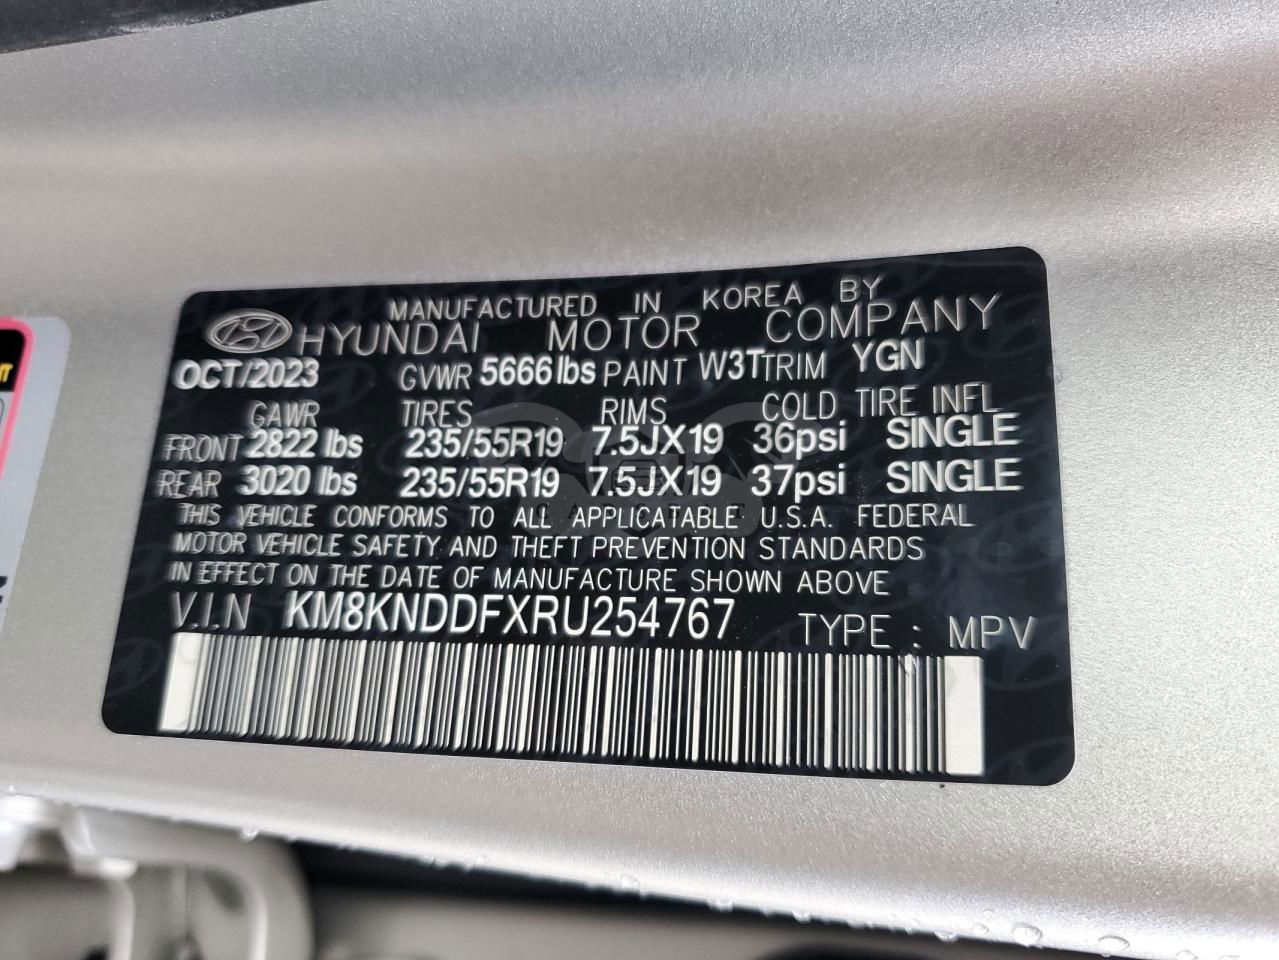 MANUFACTURED IN KOREA BY
HYUNDAI MOTOR COMPANY
OCT/2023 GVWR 5666lbs PAINT W3T TRIM YGN
GAWR TIRES RIMS COLD TIRE INFL
FRONT 2822 lbs 235/55R19 7.5JX19 36psi SINGLE
REAR 3020 lbs 235/55R19 7.5JX19 37psi SINGLE
THIS VEHICLE CONFORMS TO ALL APPLICATABLE U.S.A. FEDERAL
MOTOR VEHICLE SAFETY AND THEFT PREVENTION STANDARDS
IN EFFECT ON THE DATE OF MANUFACTURE SHOWN ABOVE
V.I.N KM8KNDDFXRU254767 TYPE : MPV